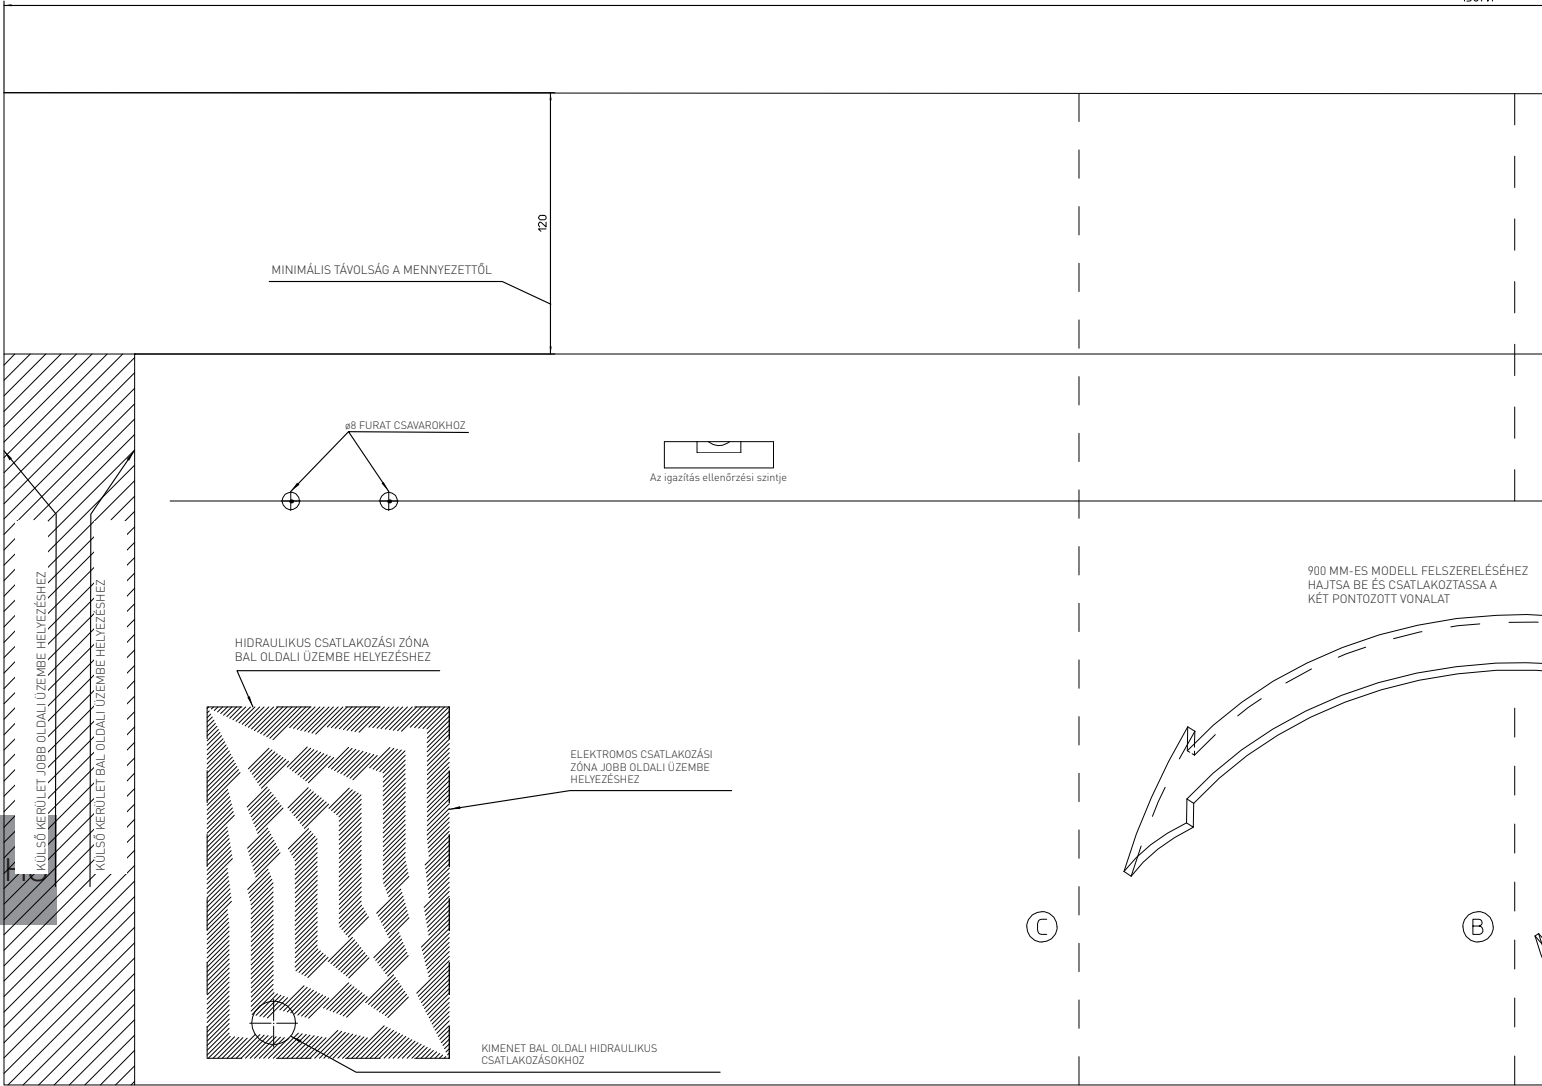 120
MINIMÁLIS TÁVOLSÁG A MENNYEZETTŐL
ø8 FURAT CSAVAROKHOZ
Az igazítás ellenőrzési szintje
KÜLSŐ KERÜLET JOBB OLDALI ÜZEMBE HELYEZÉSHEZ
KÜLSŐ KERÜLET BAL OLDALI ÜZEMBE HELYEZÉSHEZ
900 MM-ES MODELL FELSZERELÉSÉHEZ
HAJTSA BE ÉS CSATLAKOZTASSA A
KÉT PONTOZOTT VONALAT
HIDRAULIKUS CSATLAKOZÁSI ZÓNA
BAL OLDALI ÜZEMBE HELYEZÉSHEZ
ELEKTROMOS CSATLAKOZÁSI
ZÓNA JOBB OLDALI ÜZEMBE
HELYEZÉSHEZ
C
B
KIMENET BAL OLDALI HIDRAULIKUS
CSATLAKOZÁSOKHOZ